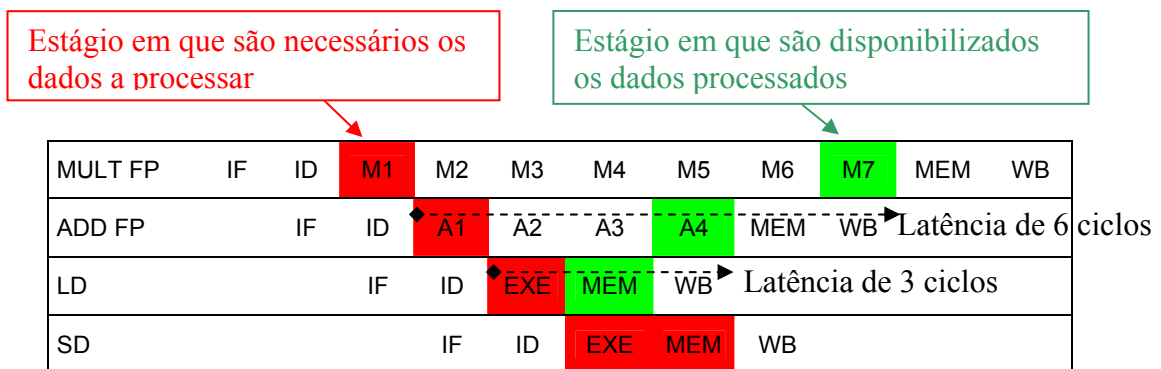 Estágio em que são necessários os
dados a processar
Estágio em que são disponibilizados
os dados processados
MULT FP IF ID M1 M2 M3 M4 M5 M6 M7 MEM WB
ADD FP IF ID A1 A2 A3 A4 MEM WB Latência de 6 ciclos
LD IF ID EXE MEM WB Latência de 3 ciclos
SD IF ID EXE MEM WB